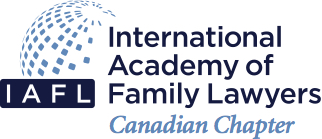 International
Academy of
IAFL Family Lawyers
Canadian Chapter